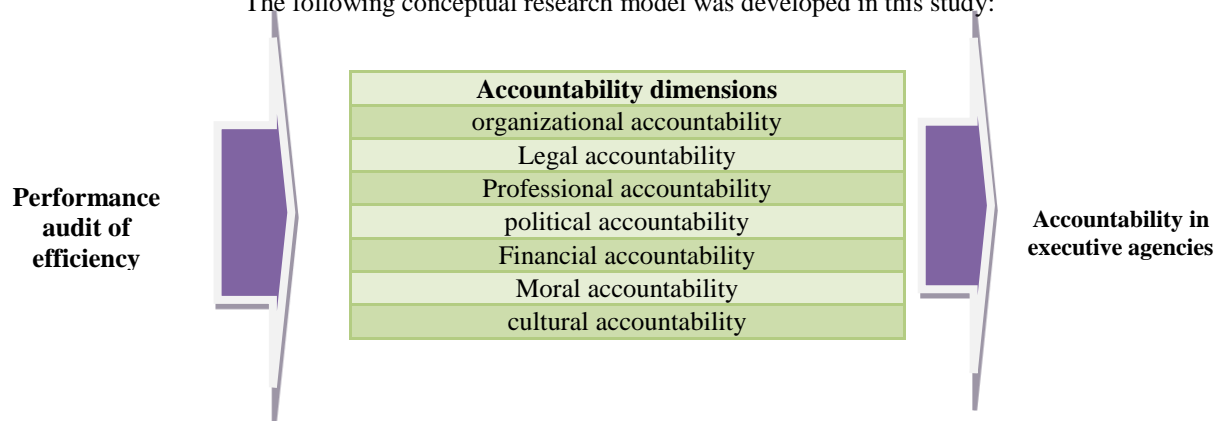 The following conceptual research model was developed in this study:
Performance
audit of
efficiency
Accountability dimensions
organizational accountability
Legal accountability
Professional accountability
political accountability
Financial accountability
Moral accountability
cultural accountability
Accountability in
executive agencies